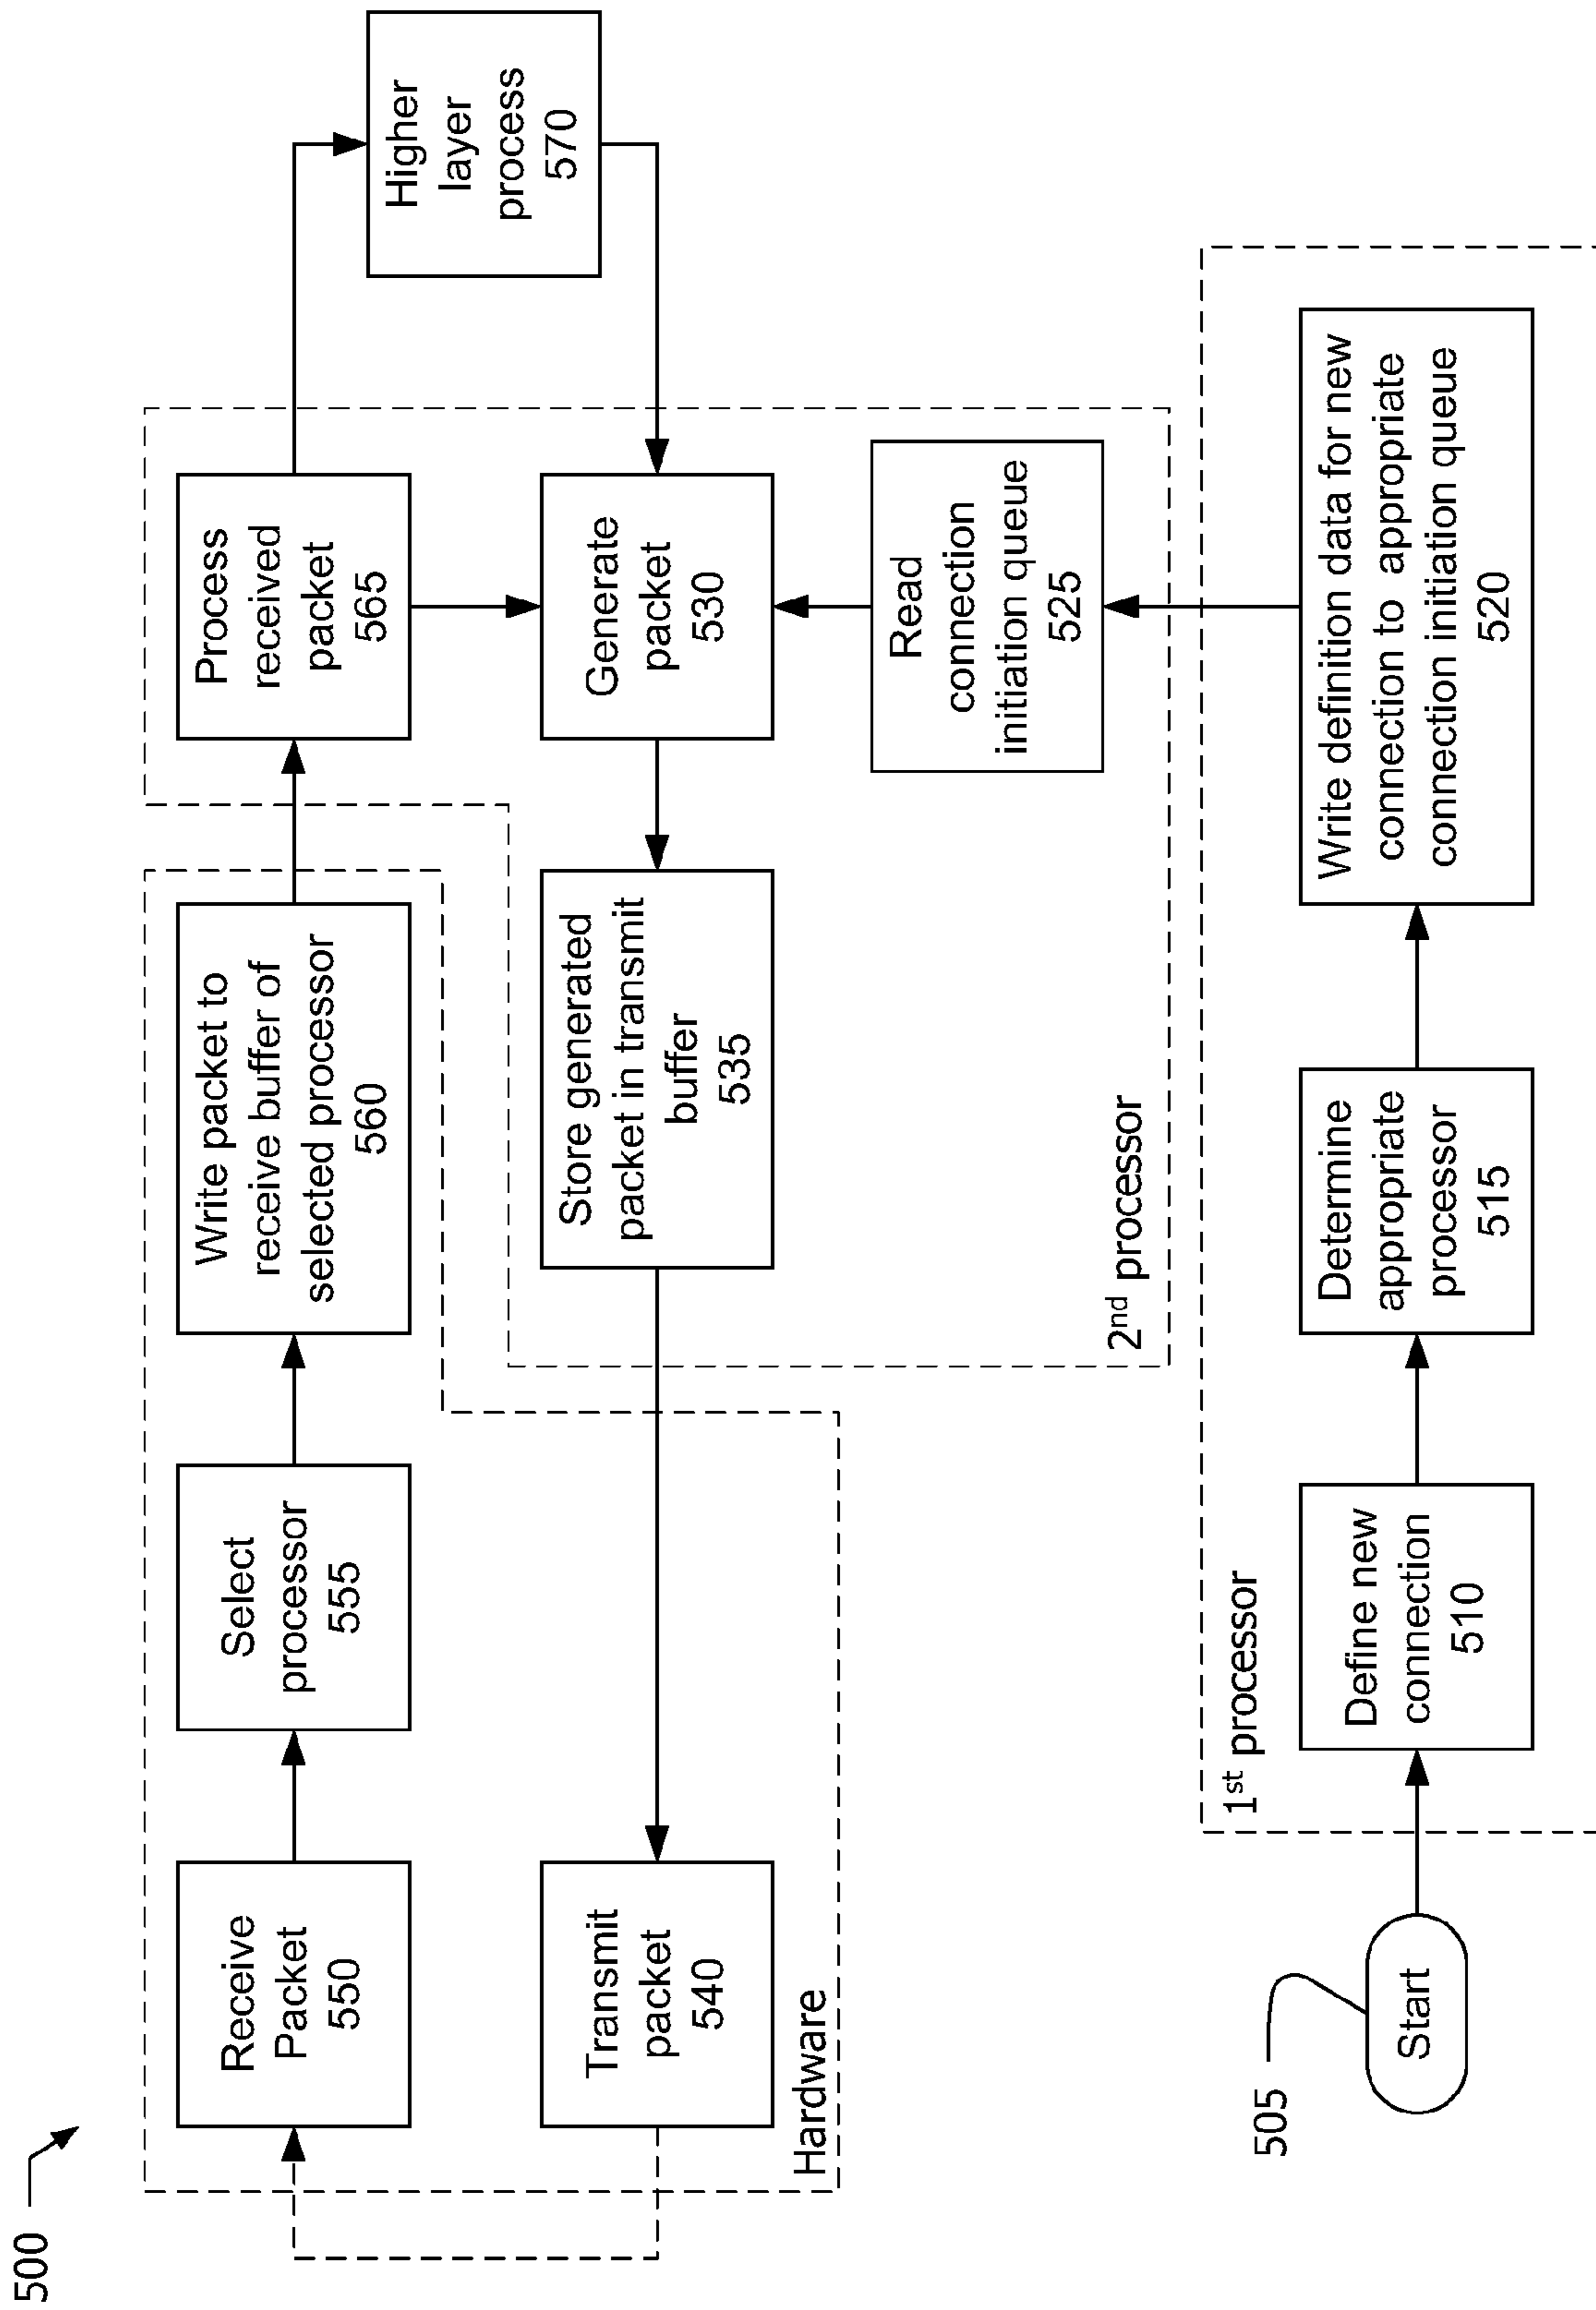 500
Receive
Packet
550
Select
processor
555
Write packet to
receive buffer of
selected processor
560
Process
received
packet
565
Higher
layer
process
570
Transmit
packet
540
Store generated
packet in transmit
buffer
535
Generate
packet
530
Hardware
Read
connection
initiation queue
525
2nd processor
1st processor
505
Start
Define new
connection
510
Determine
appropriate
processor
515
Write definition data for new
connection to appropriate
connection initiation queue
520